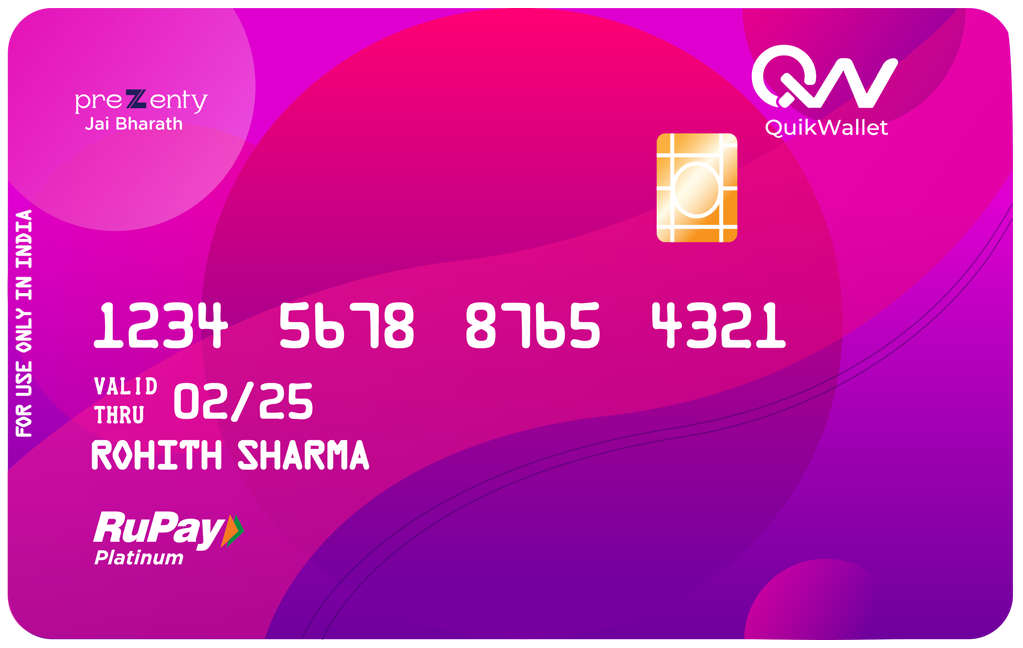 preZenty
Jai Bharath
QW
QuikWallet
FOR USE ONLY IN INDIA
1234 5678 8765 4321
VALID
THRU 02/25
ROHITH SHARMA
RuPay
Platinum